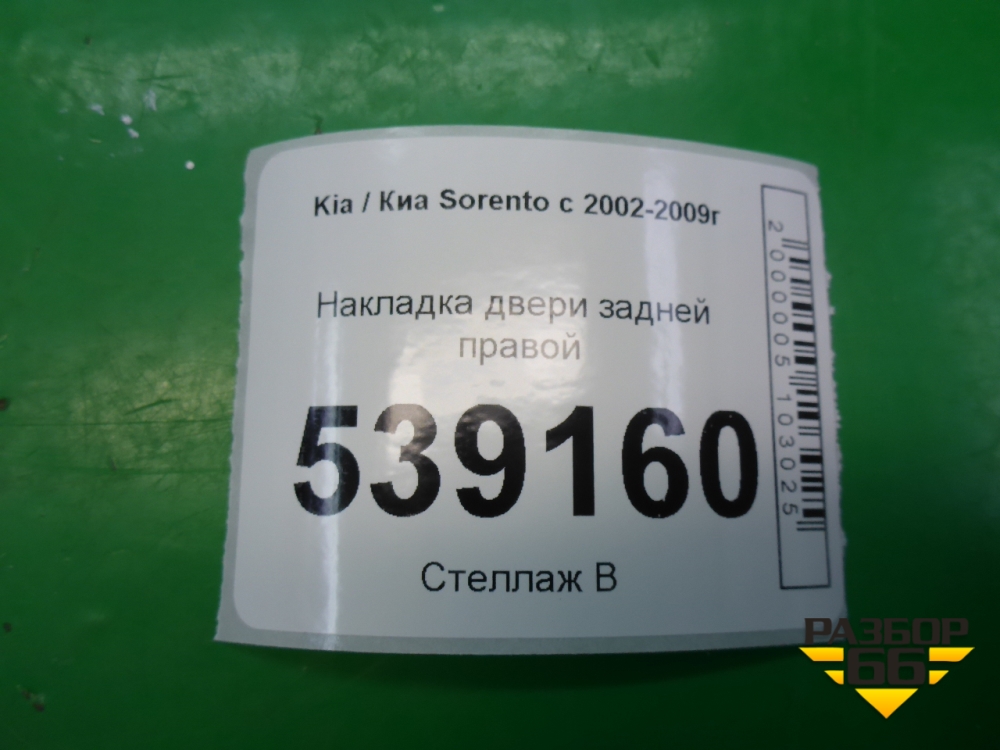 Kia / Киа Sorento с 2002-2009г
Накладка двери задней
правой
539160
Стеллаж В
2000005103025
РАЗБОР
66